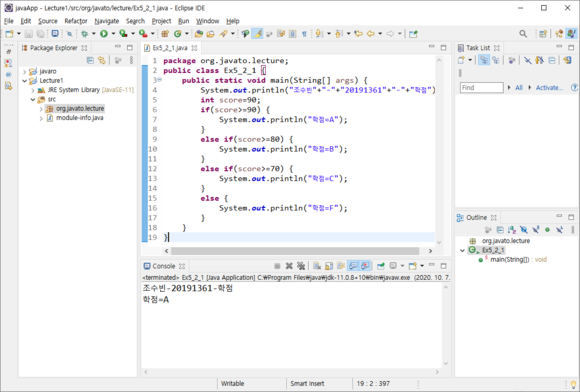 javaApp - Lecture1/src/org/javato/lecture/Ex5_2_1 java - Eclipse IDE
File Edit Source Refactor Navigate Search Project Run Window Help
Package Explorer
javaro
Lecture1
JRE System Library [JavaSE-11]
src
org.javato.lecture
module-info.java
Ex5_2_1.java
1 package org.javato.lecture;
2 public class Ex5_2_1 {
3 public static void main(String[] args) {
4 System.out.println("조수빈"+"-"+"20191361"+"-"+"학점")
5 int score=90;
6 if(score>=90) {
7 System.out.println("학점=A");
8 }
9 else if(score>=80) {
10 System.out.println("학점=B");
11 }
12 else if(score>=70) {
13 System.out.println("학점=C");
14 }
15 else {
16 System.out.println("학점=F");
17 }
18 }
19 }
Console
<terminated> Ex5_2_1 [Java Application] C:₩Program Files₩java₩jdk-11.0.8+10₩bin₩javaw.exe (2020. 10. 7.
조수빈-20191361-학점
학점=A
Task List
Find
All
Activate...
Outline
org.javato.lecture
Ex5_2_1
main(String[]) : void
Writable
Smart Insert
19 : 2 : 397